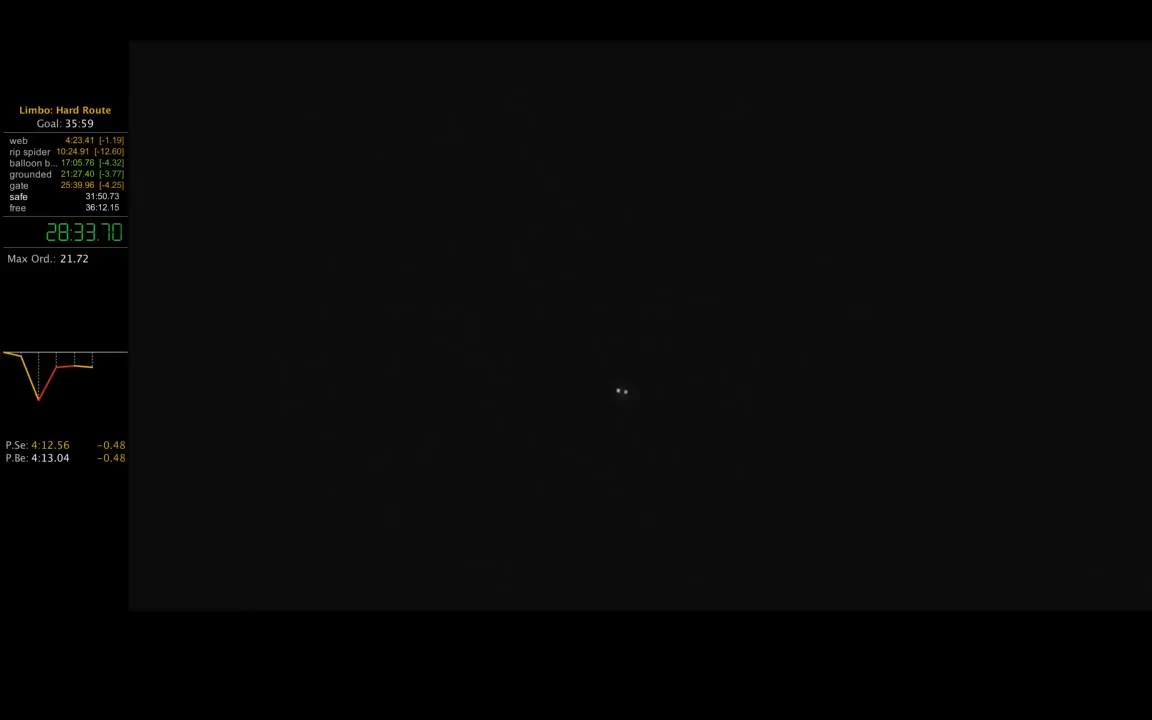 Limbo: Hard Route
Goal: 35:59
web 4:23.41 [-1.19]
rip spider 10:24.91 [-12.60]
balloon b... 17:05.76 [-4.32]
grounded 21:27.40 [-3.77]
gate 25:39.96 [-4.25]
safe 31:50.73
free 36:12.15
28:33.70
Max Ord.: 21.72
P.Se: 4:12.56 -0.48
P.Be: 4:13.04 -0.48